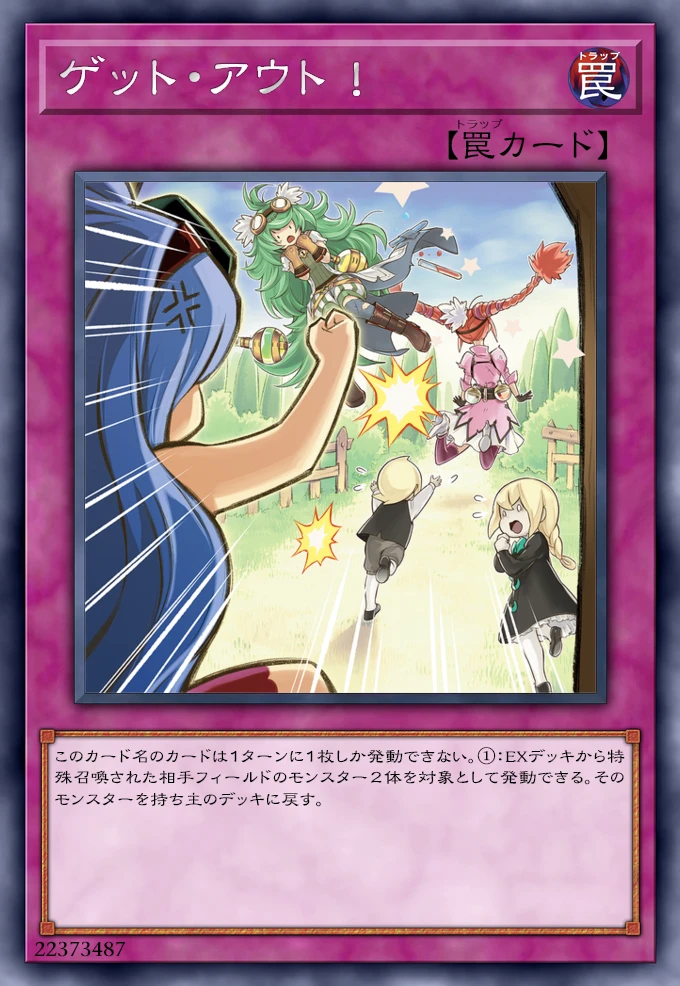 ゲット・アウト！
トラップ
罠
トラップ
【罠カード】
このカード名のカードは１ターンに１枚しか発動できない。①：EXデッキから特
殊召喚された相手フィールドのモンスター２体を対象として発動できる。その
モンスターを持ち主のデッキに戻す。
22373487